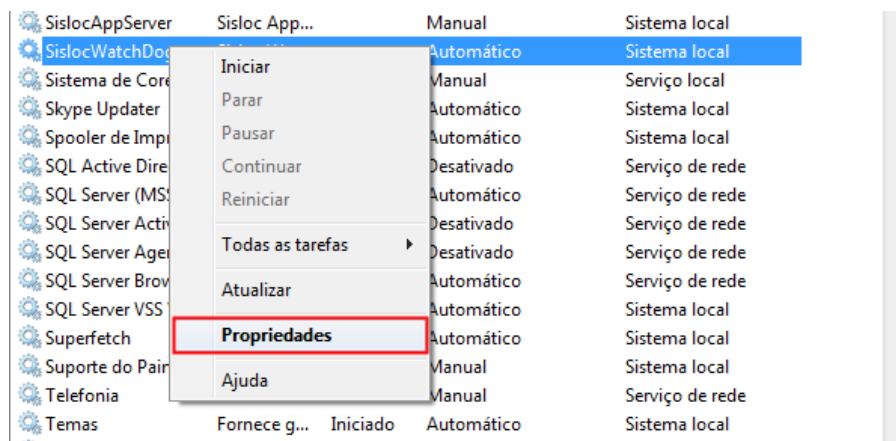 SislocAppServer Sisloc App... Manual Sistema local
SislocWatchDog Automático Sistema local
Iniciar
Sistema de Core Manual Serviço local
Parar
Skype Updater Automático Sistema local
Pausar
Spooler de Impr Automático Sistema local
Continuar
SQL Active Dire Desativado Serviço de rede
Reiniciar
SQL Server (MSS Automático Serviço de rede
SQL Server Activ Desativado Serviço de rede
Todas as tarefas
SQL Server Agen Desativado Serviço de rede
SQL Server Brow Automático Serviço de rede
Atualizar
SQL Server VSS Automático Sistema local
Propriedades
Superfetch Automático Sistema local
Suporte do Pain Manual Sistema local
Ajuda
Telefonia Manual Serviço de rede
Temas Fornece g... Iniciado Automático Sistema local